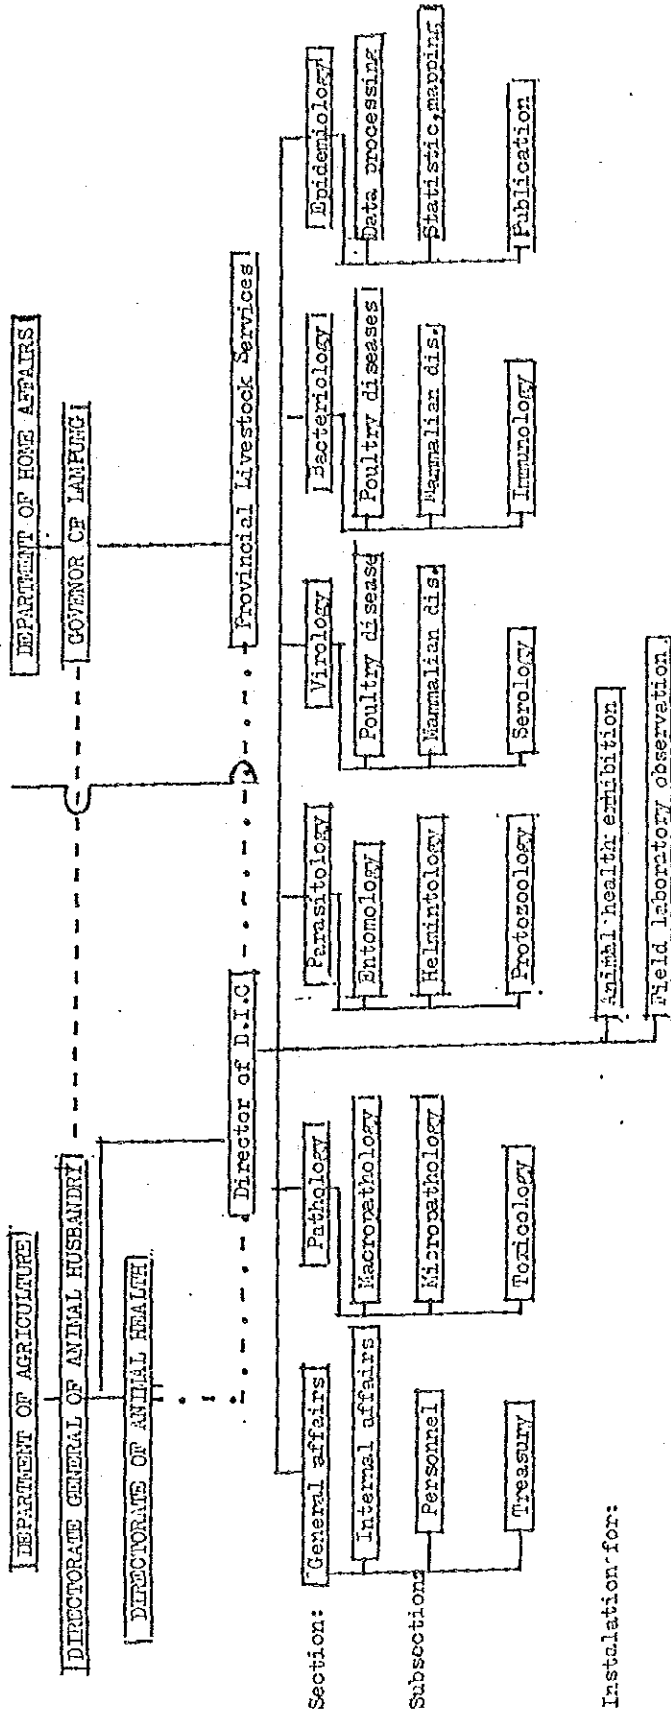 DEPARTMENT OF AGRICULTURE
DEPARTMENT OF HOME AFFAIRS
DIRECTORATE GENERAL OF ANIMAL HUSBANDRY
GOVENOR OF LAMPUNG
DIRECTORATE OF ANIMAL HEALTH
Director of D.I.C
Provincial Livestock Services
Section:
General affairs
Pathology
Parasitology
Virology
Bacteriology
Epidemiology
Internal affairs
Macropathology
Entomology
Poultry disease
Poultry diseases
Data processing
Subsection:
Personnel
Micropathology
Helmintology
Mammalian dis.
Mammalian dis.
Statistic,mapping
Treasury
Toxicology
Protozoology
Serology
Immunology
Publication
Instalation for:
Animal health exhibition
Field laboratory observation